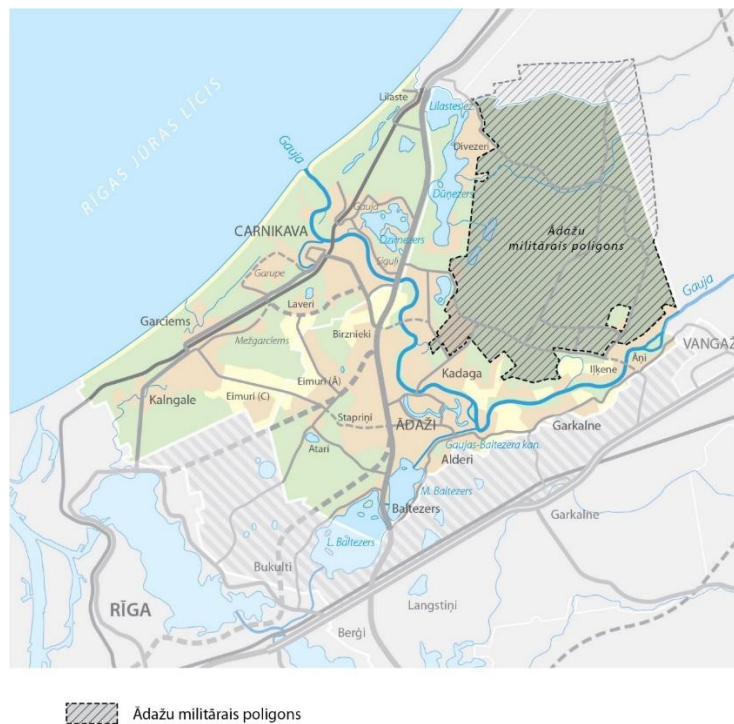 Lilaste
Lilastes ez.
Divezeri
Gauja
RĪGAS JŪRAS LĪCIS
Dūņezers
Gauja
CARNIKAVA
Dzirnezers
Ādažu
militārais poligons
Siguļi
Garupe
Laveri
Gauja
Garciems
Birznieki
Mežgarciems
VANGAŽ
Āņi
Iļķene
Kadaga
Kalngale
Eimuri (Ā)
Eimuri (C)
Stapriņi
ĀDAŽI
Garkalne
Gaujas-Baltezera kan.
Atari
Alderi
M. Baltezers
Baltezers
Garkalne
L. Baltezers
Bukulti
RĪGA
Langstiņi
Berģi
Ādažu militārais poligons